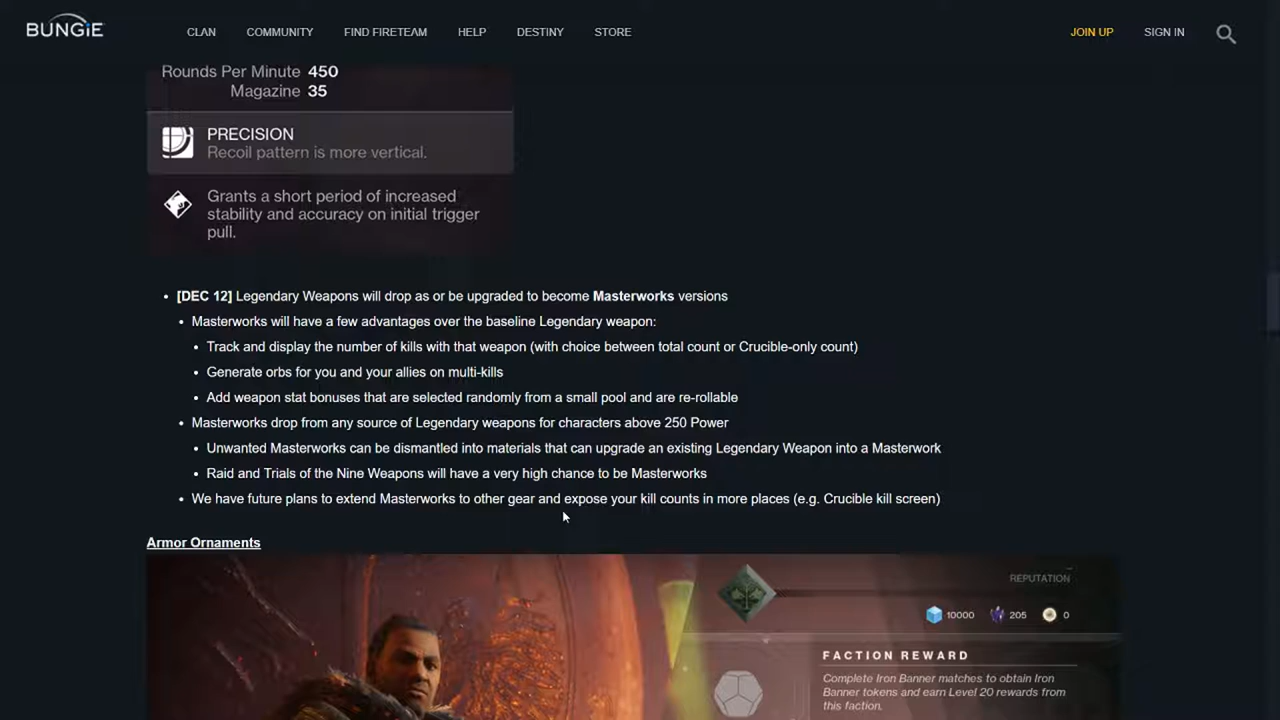 BUNGiE
CLAN COMMUNITY FIND FIRETEAM HELP DESTINY STORE JOIN UP SIGN IN
Rounds Per Minute 450
Magazine 35
PRECISION
Recoil pattern is more vertical.
Grants a short period of increased
stability and accuracy on initial trigger
pull.
• [DEC 12] Legendary Weapons will drop as or be upgraded to become Masterworks versions
• Masterworks will have a few advantages over the baseline Legendary weapon:
• Track and display the number of kills with that weapon (with choice between total count or Crucible-only count)
• Generate orbs for you and your allies on multi-kills
• Add weapon stat bonuses that are selected randomly from a small pool and are re-rollable
• Masterworks drop from any source of Legendary weapons for characters above 250 Power
• Unwanted Masterworks can be dismantled into materials that can upgrade an existing Legendary Weapon into a Masterwork
• Raid and Trials of the Nine Weapons will have a very high chance to be Masterworks
• We have future plans to extend Masterworks to other gear and expose your kill counts in more places (e.g. Crucible kill screen)
Armor Ornaments
REPUTATION
10000 205 0
FACTION REWARD
Complete Iron Banner matches to obtain Iron
Banner tokens and earn Level 20 rewards from
this faction.